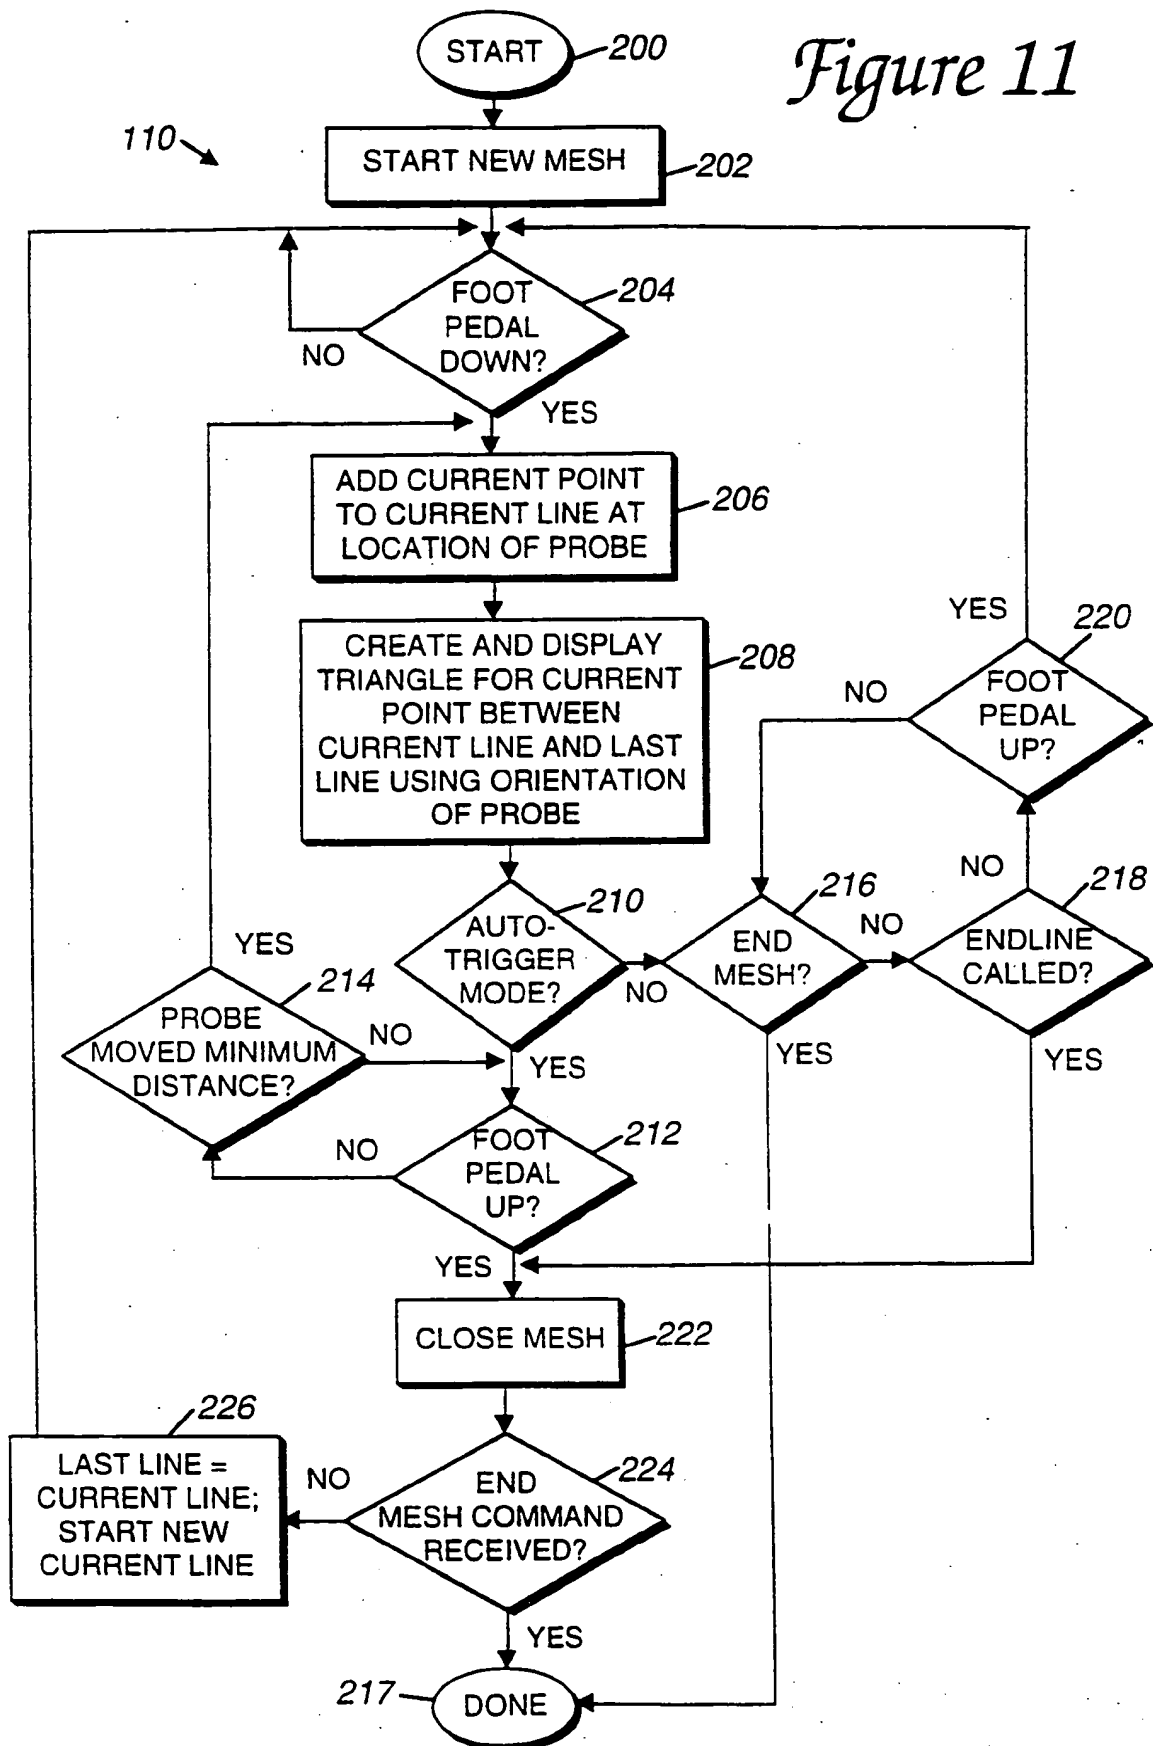 Figure 11
110
START
200
START NEW MESH
202
FOOT
PEDAL
DOWN?
204
NO
YES
ADD CURRENT POINT
TO CURRENT LINE AT
LOCATION OF PROBE
206
CREATE AND DISPLAY
TRIANGLE FOR CURRENT
POINT BETWEEN
CURRENT LINE AND LAST
LINE USING ORIENTATION
OF PROBE
208
YES
220
FOOT
PEDAL
UP?
NO
AUTO-
TRIGGER
MODE?
210
NO
YES
END
MESH?
216
NO
YES
ENDLINE
CALLED?
218
NO
YES
YES
214
PROBE
MOVED MINIMUM
DISTANCE?
NO
FOOT
PEDAL
UP?
212
NO
YES
CLOSE MESH
222
END
MESH COMMAND
RECEIVED?
224
NO
YES
226
LAST LINE =
CURRENT LINE;
START NEW
CURRENT LINE
217
DONE